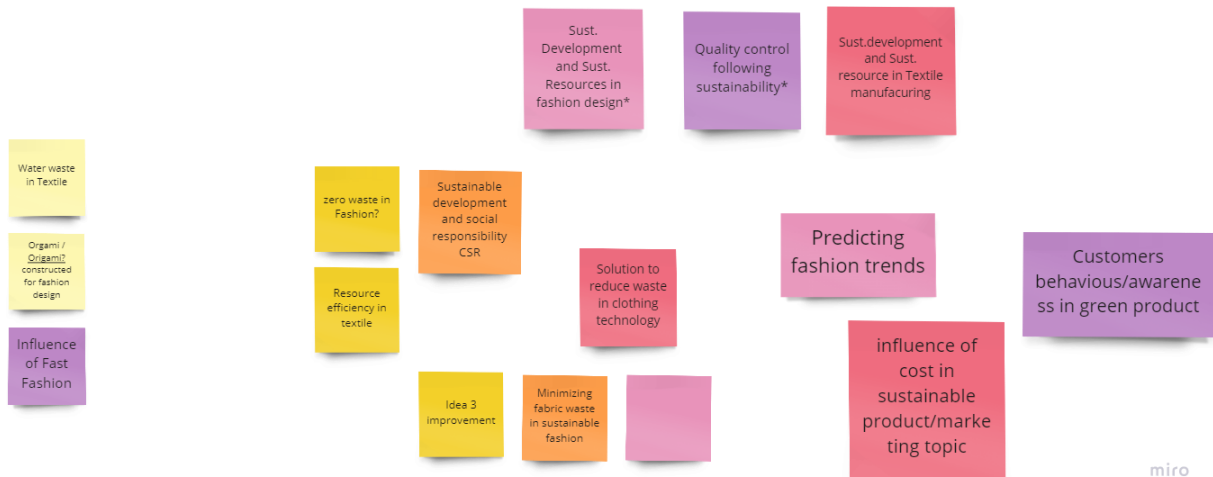 Sust.
Development
and Sust.
Resources in
fashion design*
Quality control
following
sustainability*
Sust.development
and Sust.
resource in Textile
manufacuring
Water waste
in Textile
Orgami /
Origami?
constructed
for fashion
design
Influence
of Fast
Fashion
zero waste in
Fashion?
Sustainable
development
and social
responsibility
CSR
Resource
efficiency in
textile
Solution to
reduce waste
in clothing
technology
Predicting
fashion trends
Customers
behavious/awarene
ss in green product
influence of
cost in
sustainable
product/marke
ting topic
Idea 3
improvement
Minimizing
fabric waste
in sustainable
fashion
miro